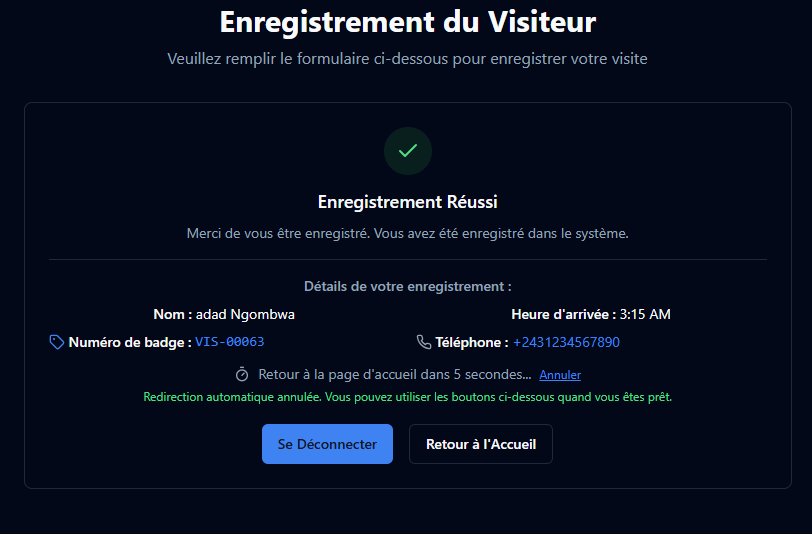 Enregistrement du Visiteur
Veuillez remplir le formulaire ci-dessous pour enregistrer votre visite
Enregistrement Réussi
Merci de vous être enregistré. Vous avez été enregistré dans le système.
Détails de votre enregistrement :
Nom : adad Ngombwa
Heure d'arrivée : 3:15 AM
Numéro de badge : VIS-00063
Téléphone : +2431234567890
Retour à la page d'accueil dans 5 secondes... Annuler
Redirection automatique annulée. Vous pouvez utiliser les boutons ci-dessous quand vous êtes prêt.
Se Déconnecter
Retour à l'Accueil